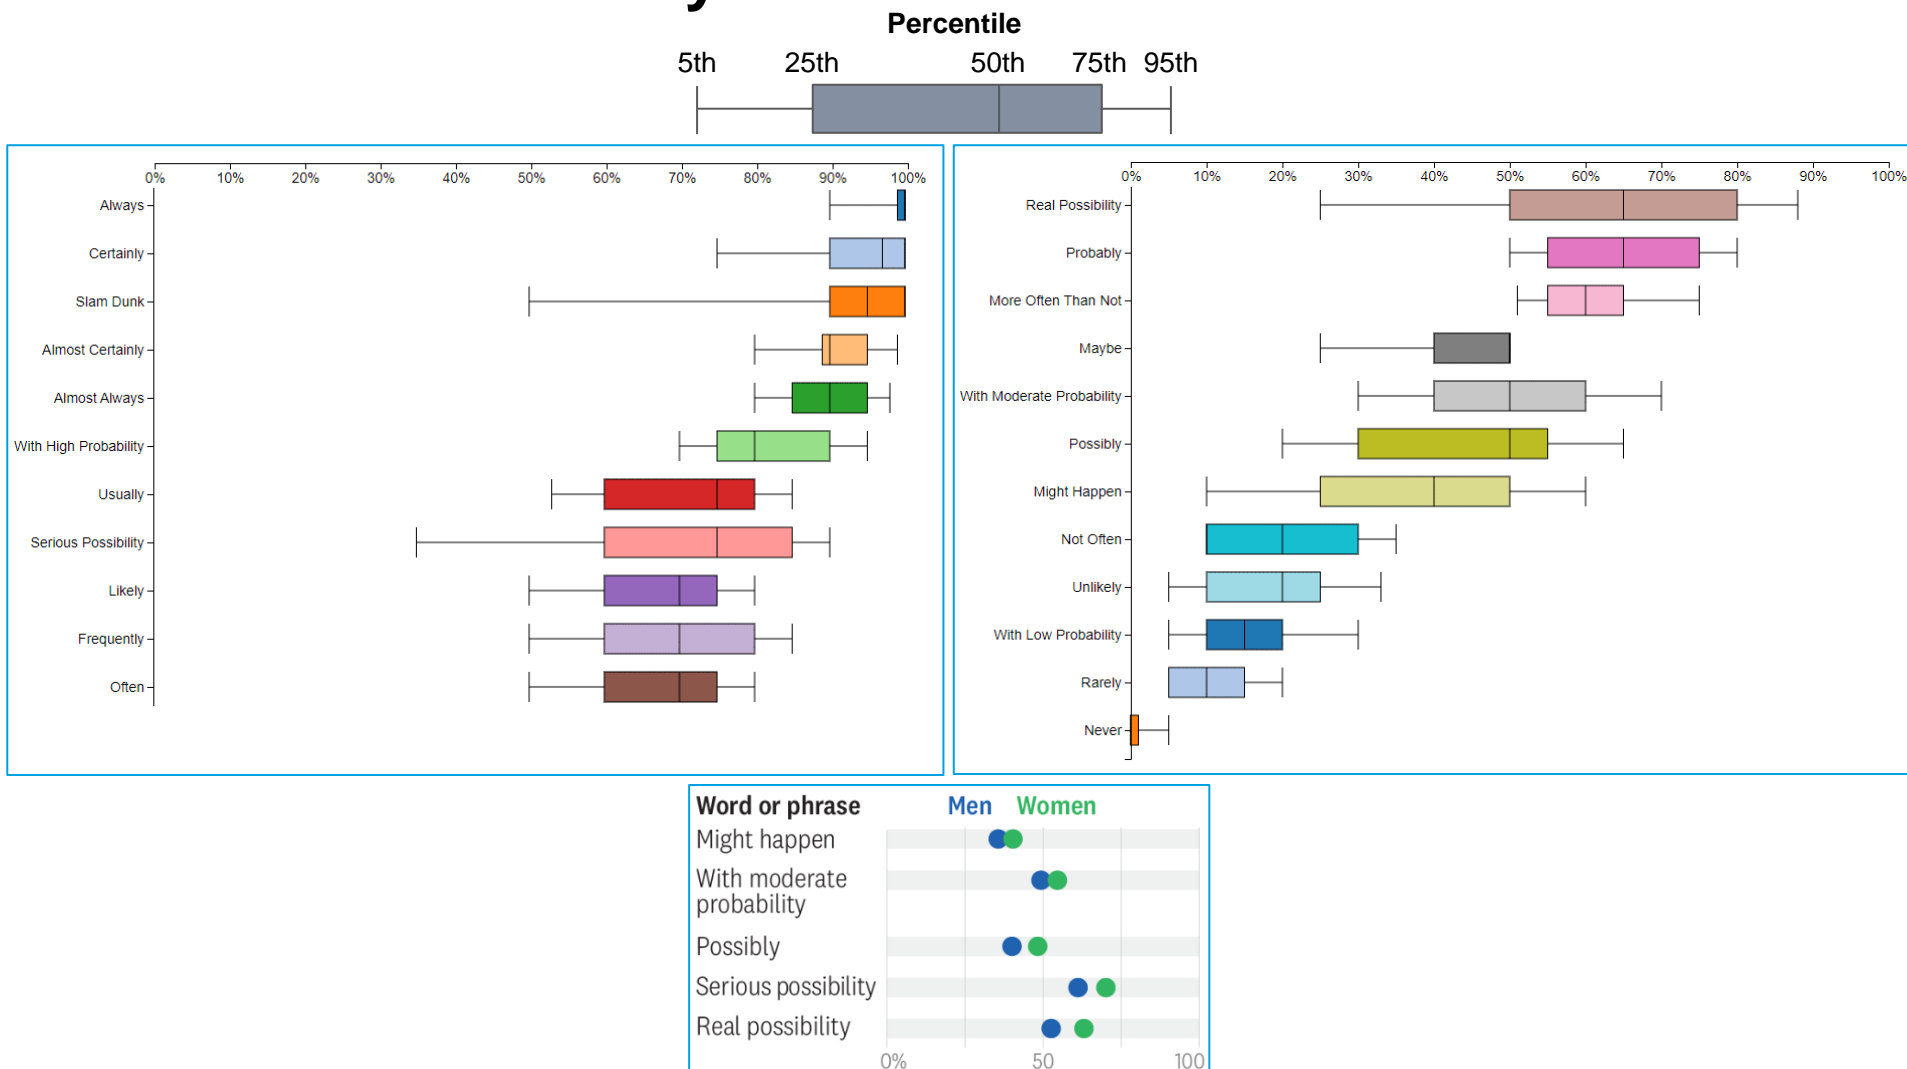 Percentile
5th 25th 50th 75th 95th
0% 10% 20% 30% 40% 50% 60% 70% 80% 90% 100%
Always
Certainly
Slam Dunk
Almost Certainly
Almost Always
With High Probability
Usually
Serious Possibility
Likely
Frequently
Often
0% 10% 20% 30% 40% 50% 60% 70% 80% 90% 100%
Real Possibility
Probably
More Often Than Not
Maybe
With Moderate Probability
Possibly
Might Happen
Not Often
Unlikely
With Low Probability
Rarely
Never
Word or phrase Men Women
Might happen
With moderate
probability
Possibly
Serious possibility
Real possibility
0% 50 100